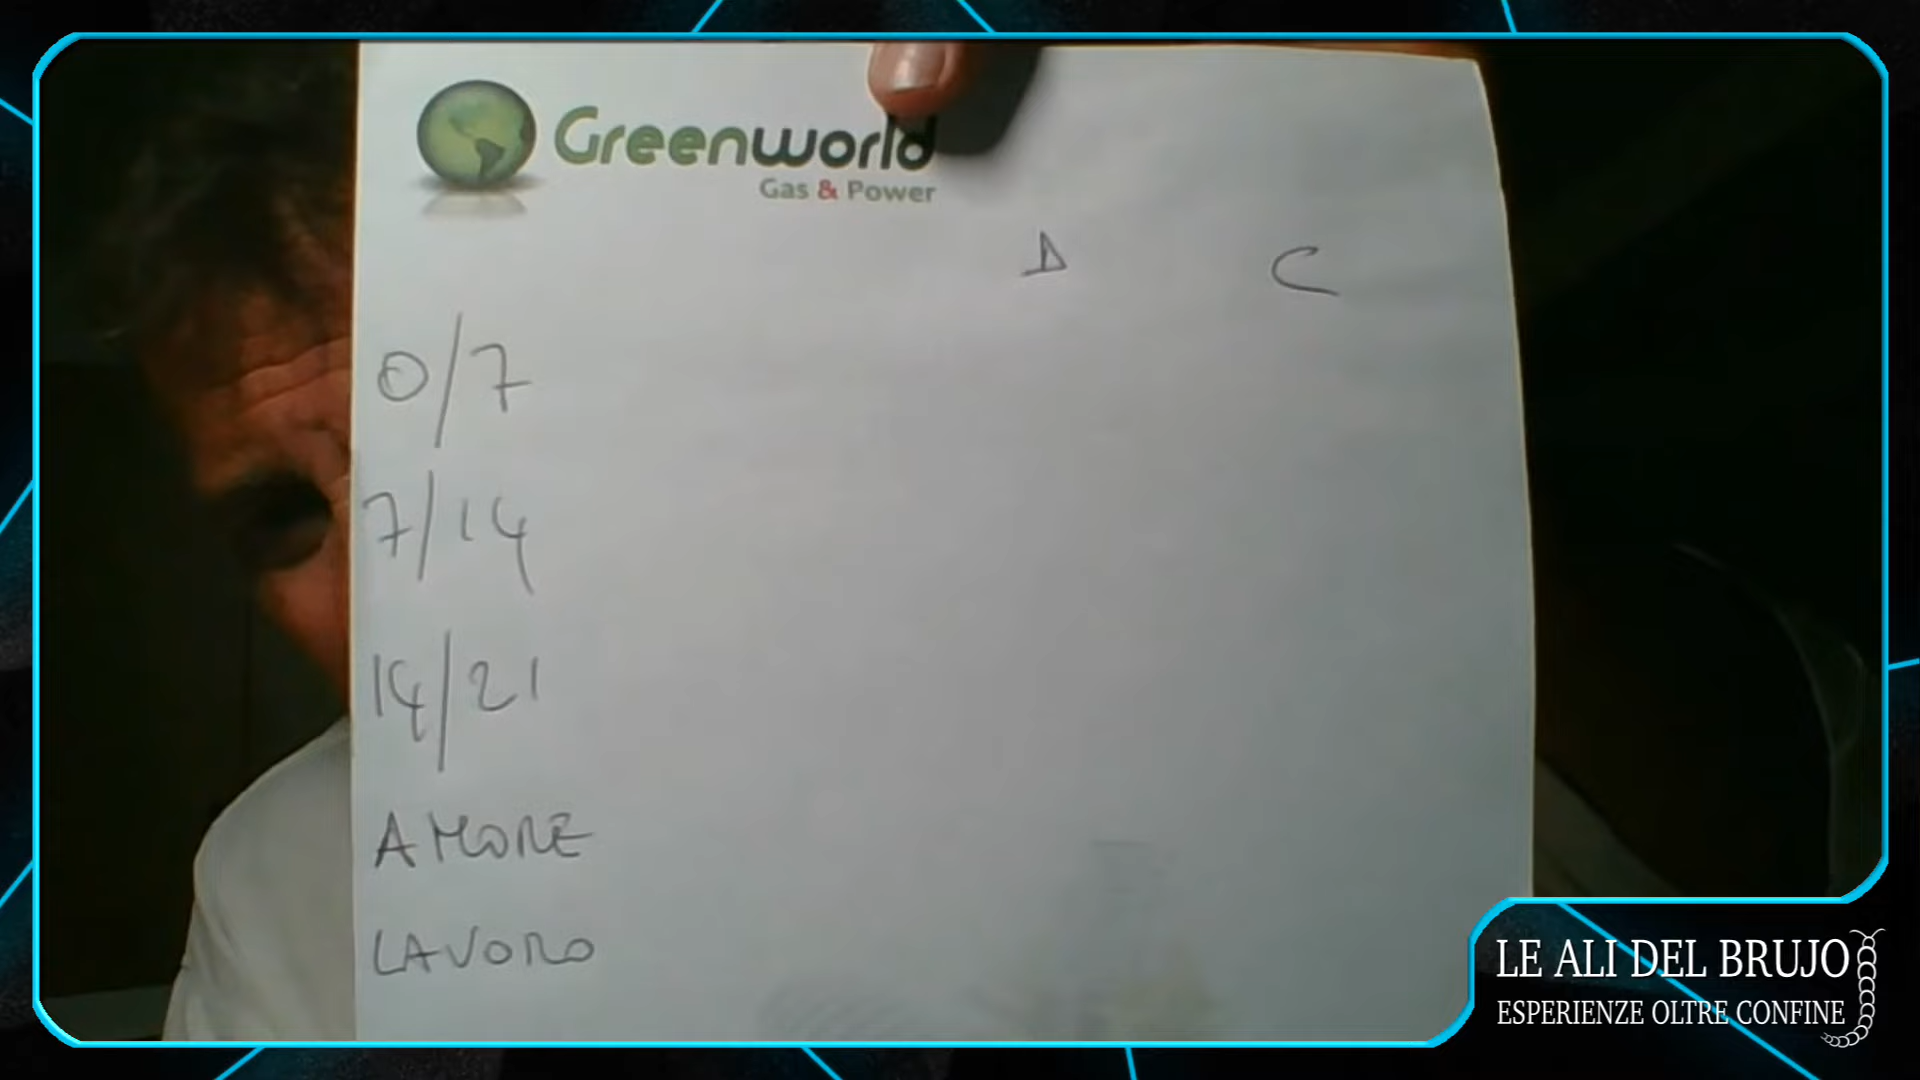 Greenworld
Gas & Power
D C
0/7
7/14
14/21
AMORE
LAVORO
LE ALI DEL BRUJO
ESPERIENZE OLTRE CONFINE